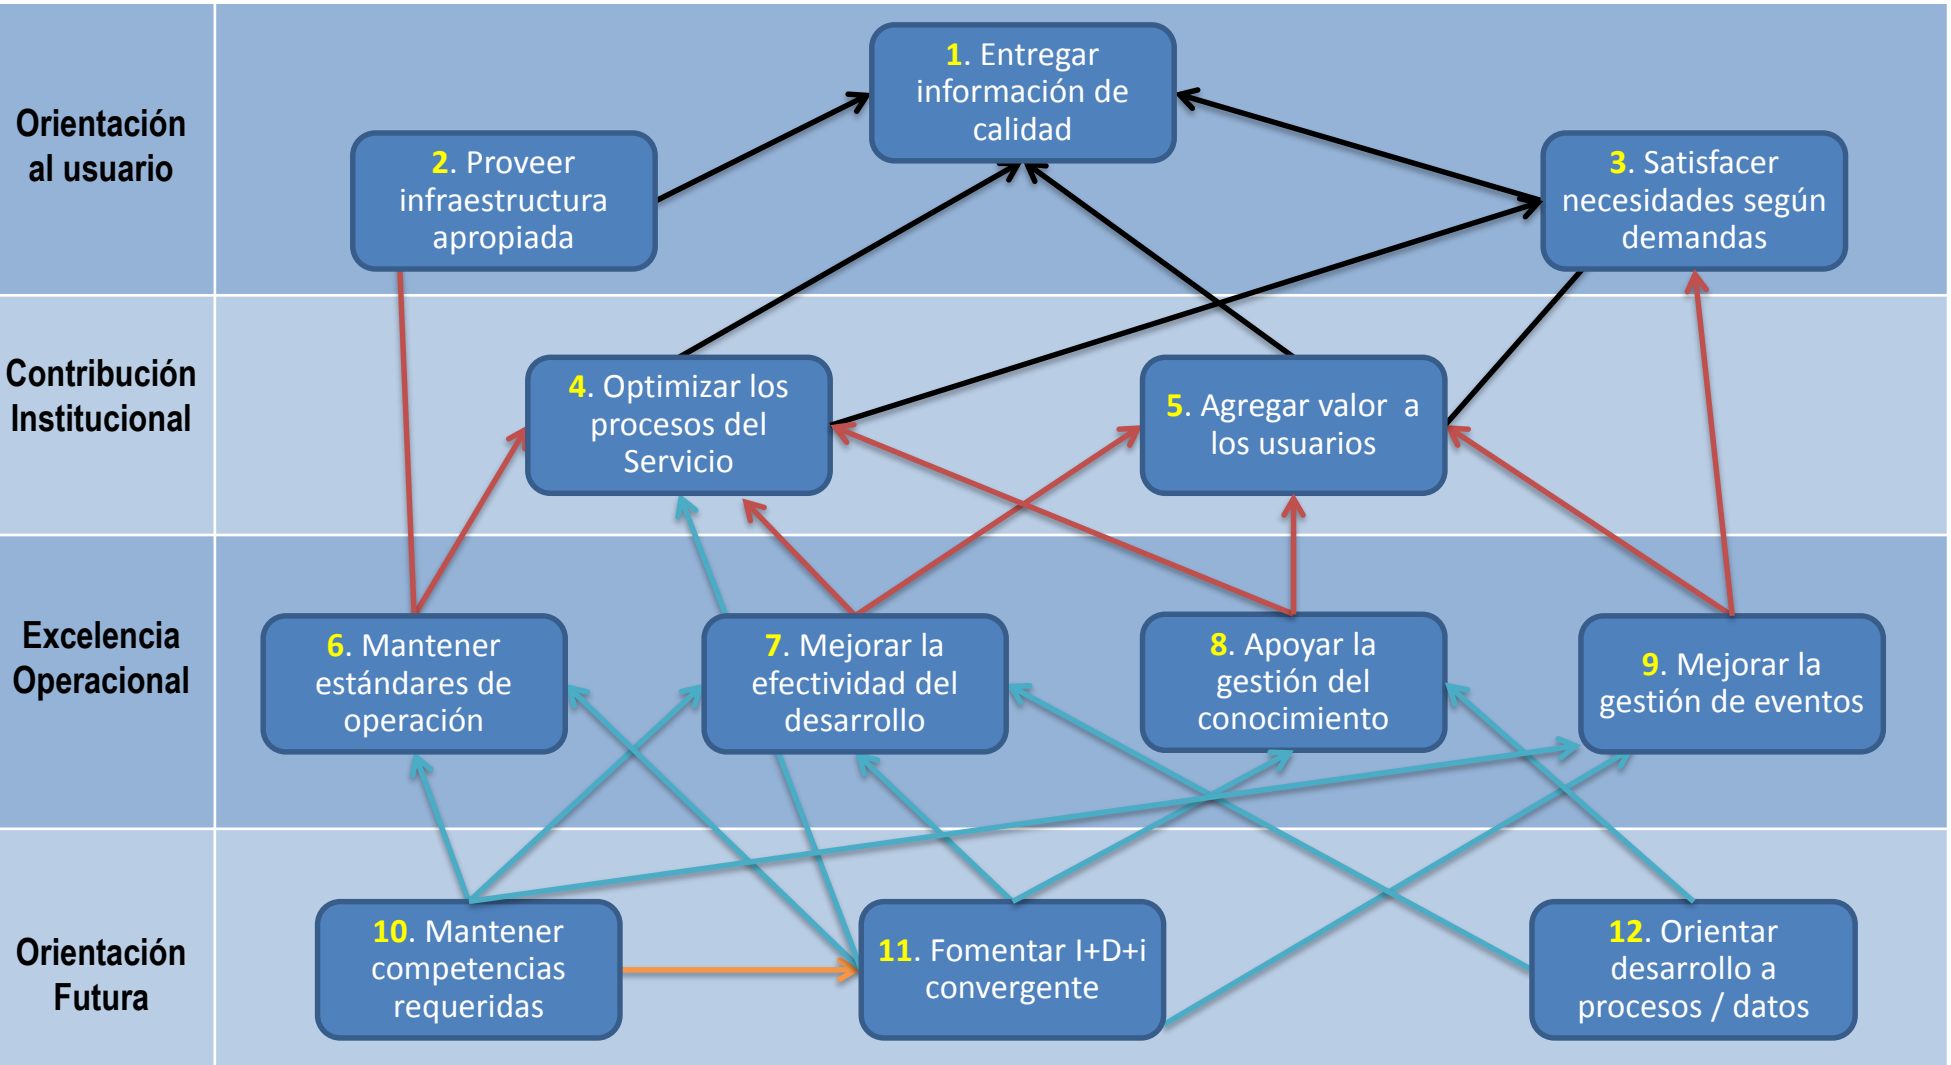 Orientación
al usuario
1. Entregar
información de
calidad
2. Proveer
infraestructura
apropiada
3. Satisfacer
necesidades según
demandas
Contribución
Institucional
4. Optimizar los
procesos del
Servicio
5. Agregar valor  a
los usuarios
Excelencia
Operacional
6. Mantener
estándares de
operación
7. Mejorar la
efectividad del
desarrollo
8. Apoyar la
gestión del
conocimiento
9. Mejorar la
gestión de eventos
Orientación
Futura
10. Mantener
competencias
requeridas
11. Fomentar I+D+i
convergente
12. Orientar
desarrollo a
procesos / datos